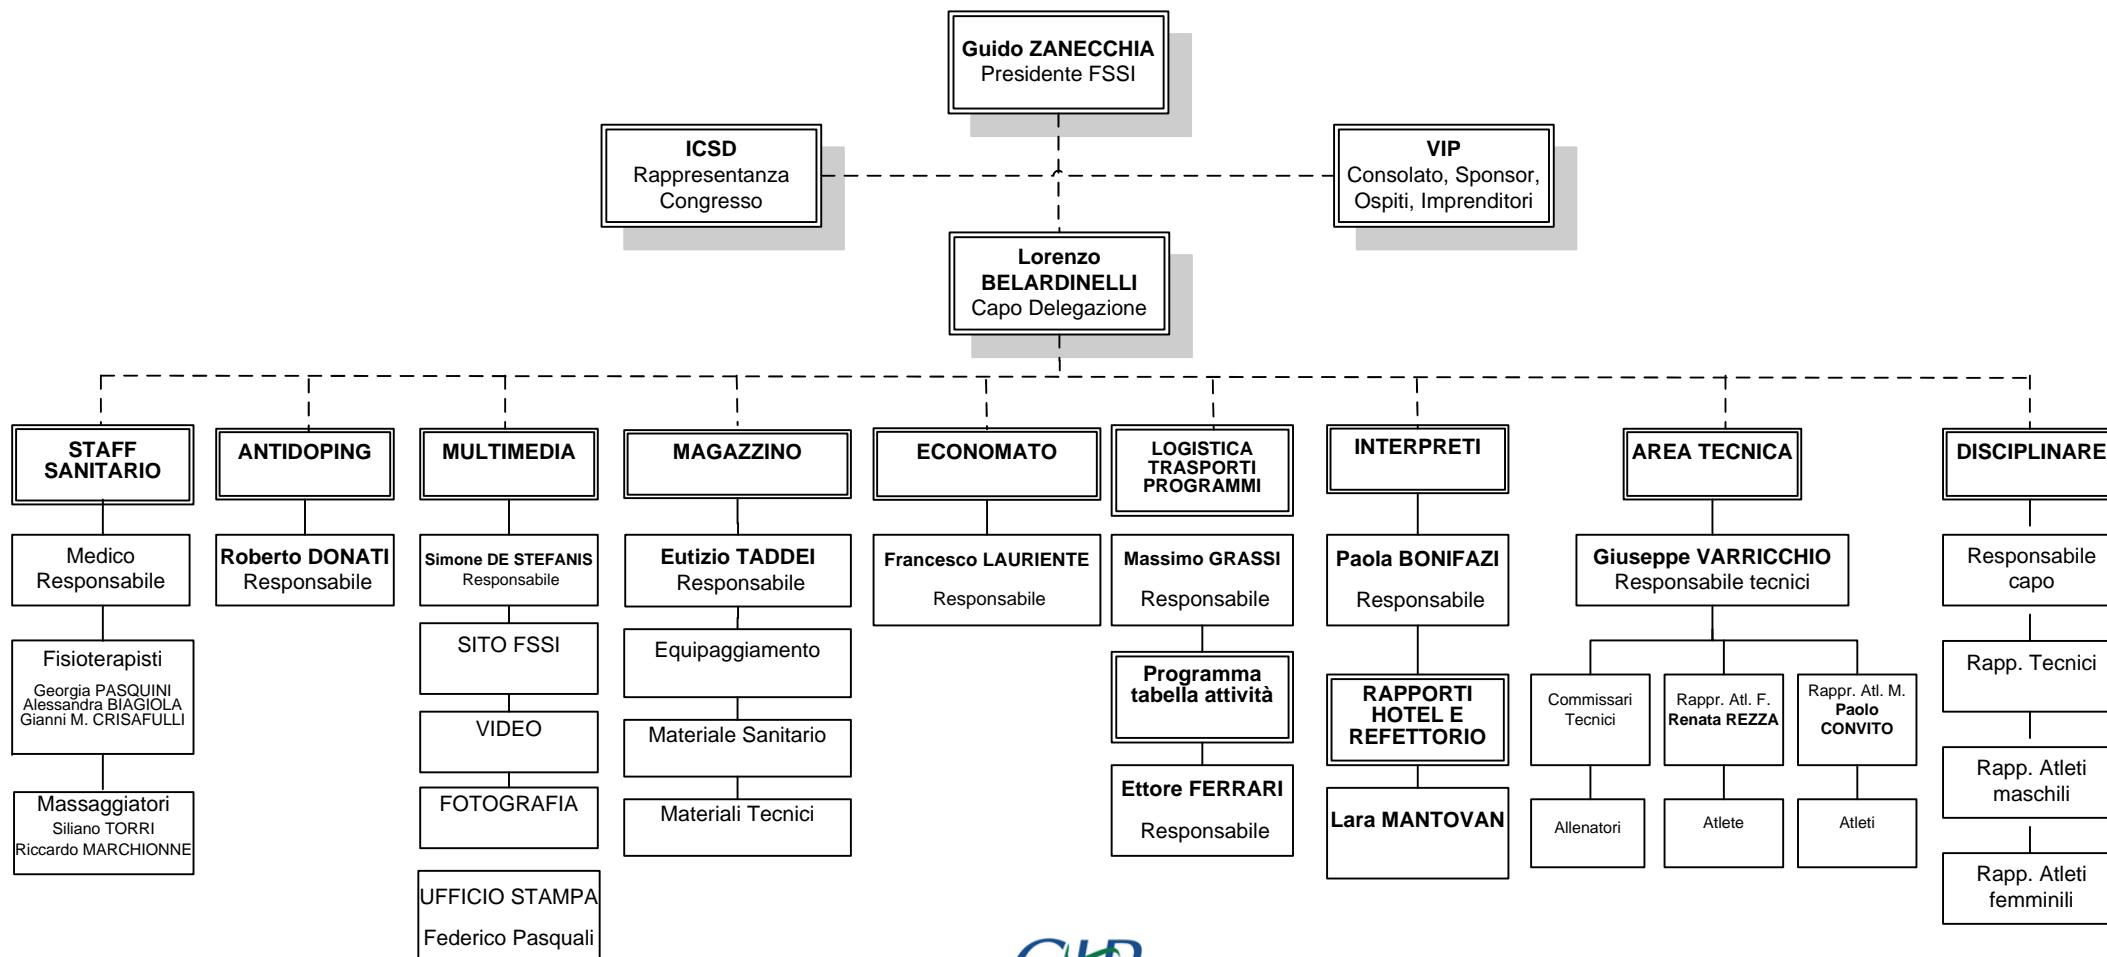 Guido ZANECCHIA
Presidente FSSI
ICSD
Rappresentanza
Congresso
VIP
Consolato, Sponsor,
Ospiti, Imprenditori
Lorenzo
BELARDINELLI
Capo Delegazione
STAFF
SANITARIO
Medico
Responsabile
Fisioterapisti
Georgia PASQUINI
Alessandra BIAGIOLA
Gianni M. CRISAFULLI
Massaggiatori
Siliano TORRI
Riccardo MARCHIONNE
ANTIDOPING
Roberto DONATI
Responsabile
MULTIMEDIA
Simone DE STEFANIS
Responsabile
SITO FSSI
VIDEO
FOTOGRAFIA
UFFICIO STAMPA
Federico Pasquali
MAGAZZINO
Eutizio TADDEI
Responsabile
Equipaggiamento
Materiale Sanitario
Materiali Tecnici
ECONOMATO
Francesco LAURIENTE
Responsabile
LOGISTICA
TRASPORTI
PROGRAMMI
Massimo GRASSI
Responsabile
Programma
tabella attività
Ettore FERRARI
Responsabile
INTERPRETI
Paola BONIFAZI
Responsabile
RAPPORTI
HOTEL E
REFETTORIO
Lara MANTOVAN
AREA TECNICA
Giuseppe VARRICCHIO
Responsabile tecnici
Commissari
Tecnici
Allenatori
Rappr. Atl. F.
Renata REZZA
Atlete
Rappr. Atl. M.
Paolo
CONVITO
Atleti
DISCIPLINARE
Responsabile
capo
Rapp. Tecnici
Rapp. Atleti
maschili
Rapp. Atleti
femminili